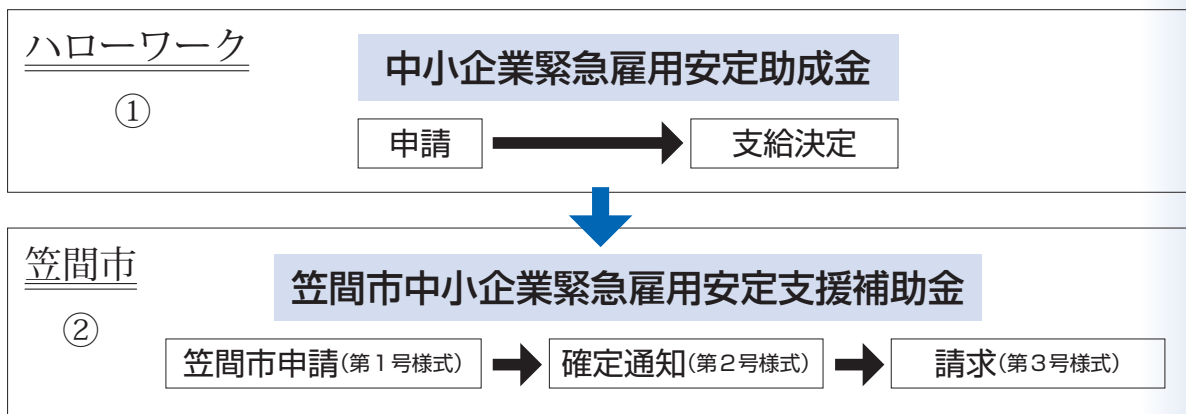 ハローワーク
①
中小企業緊急雇用安定助成金
申請
支給決定
笠間市
②
笠間市中小企業緊急雇用安定支援補助金
笠間市申請(第1号様式)
確定通知(第2号様式)
請求(第3号様式)